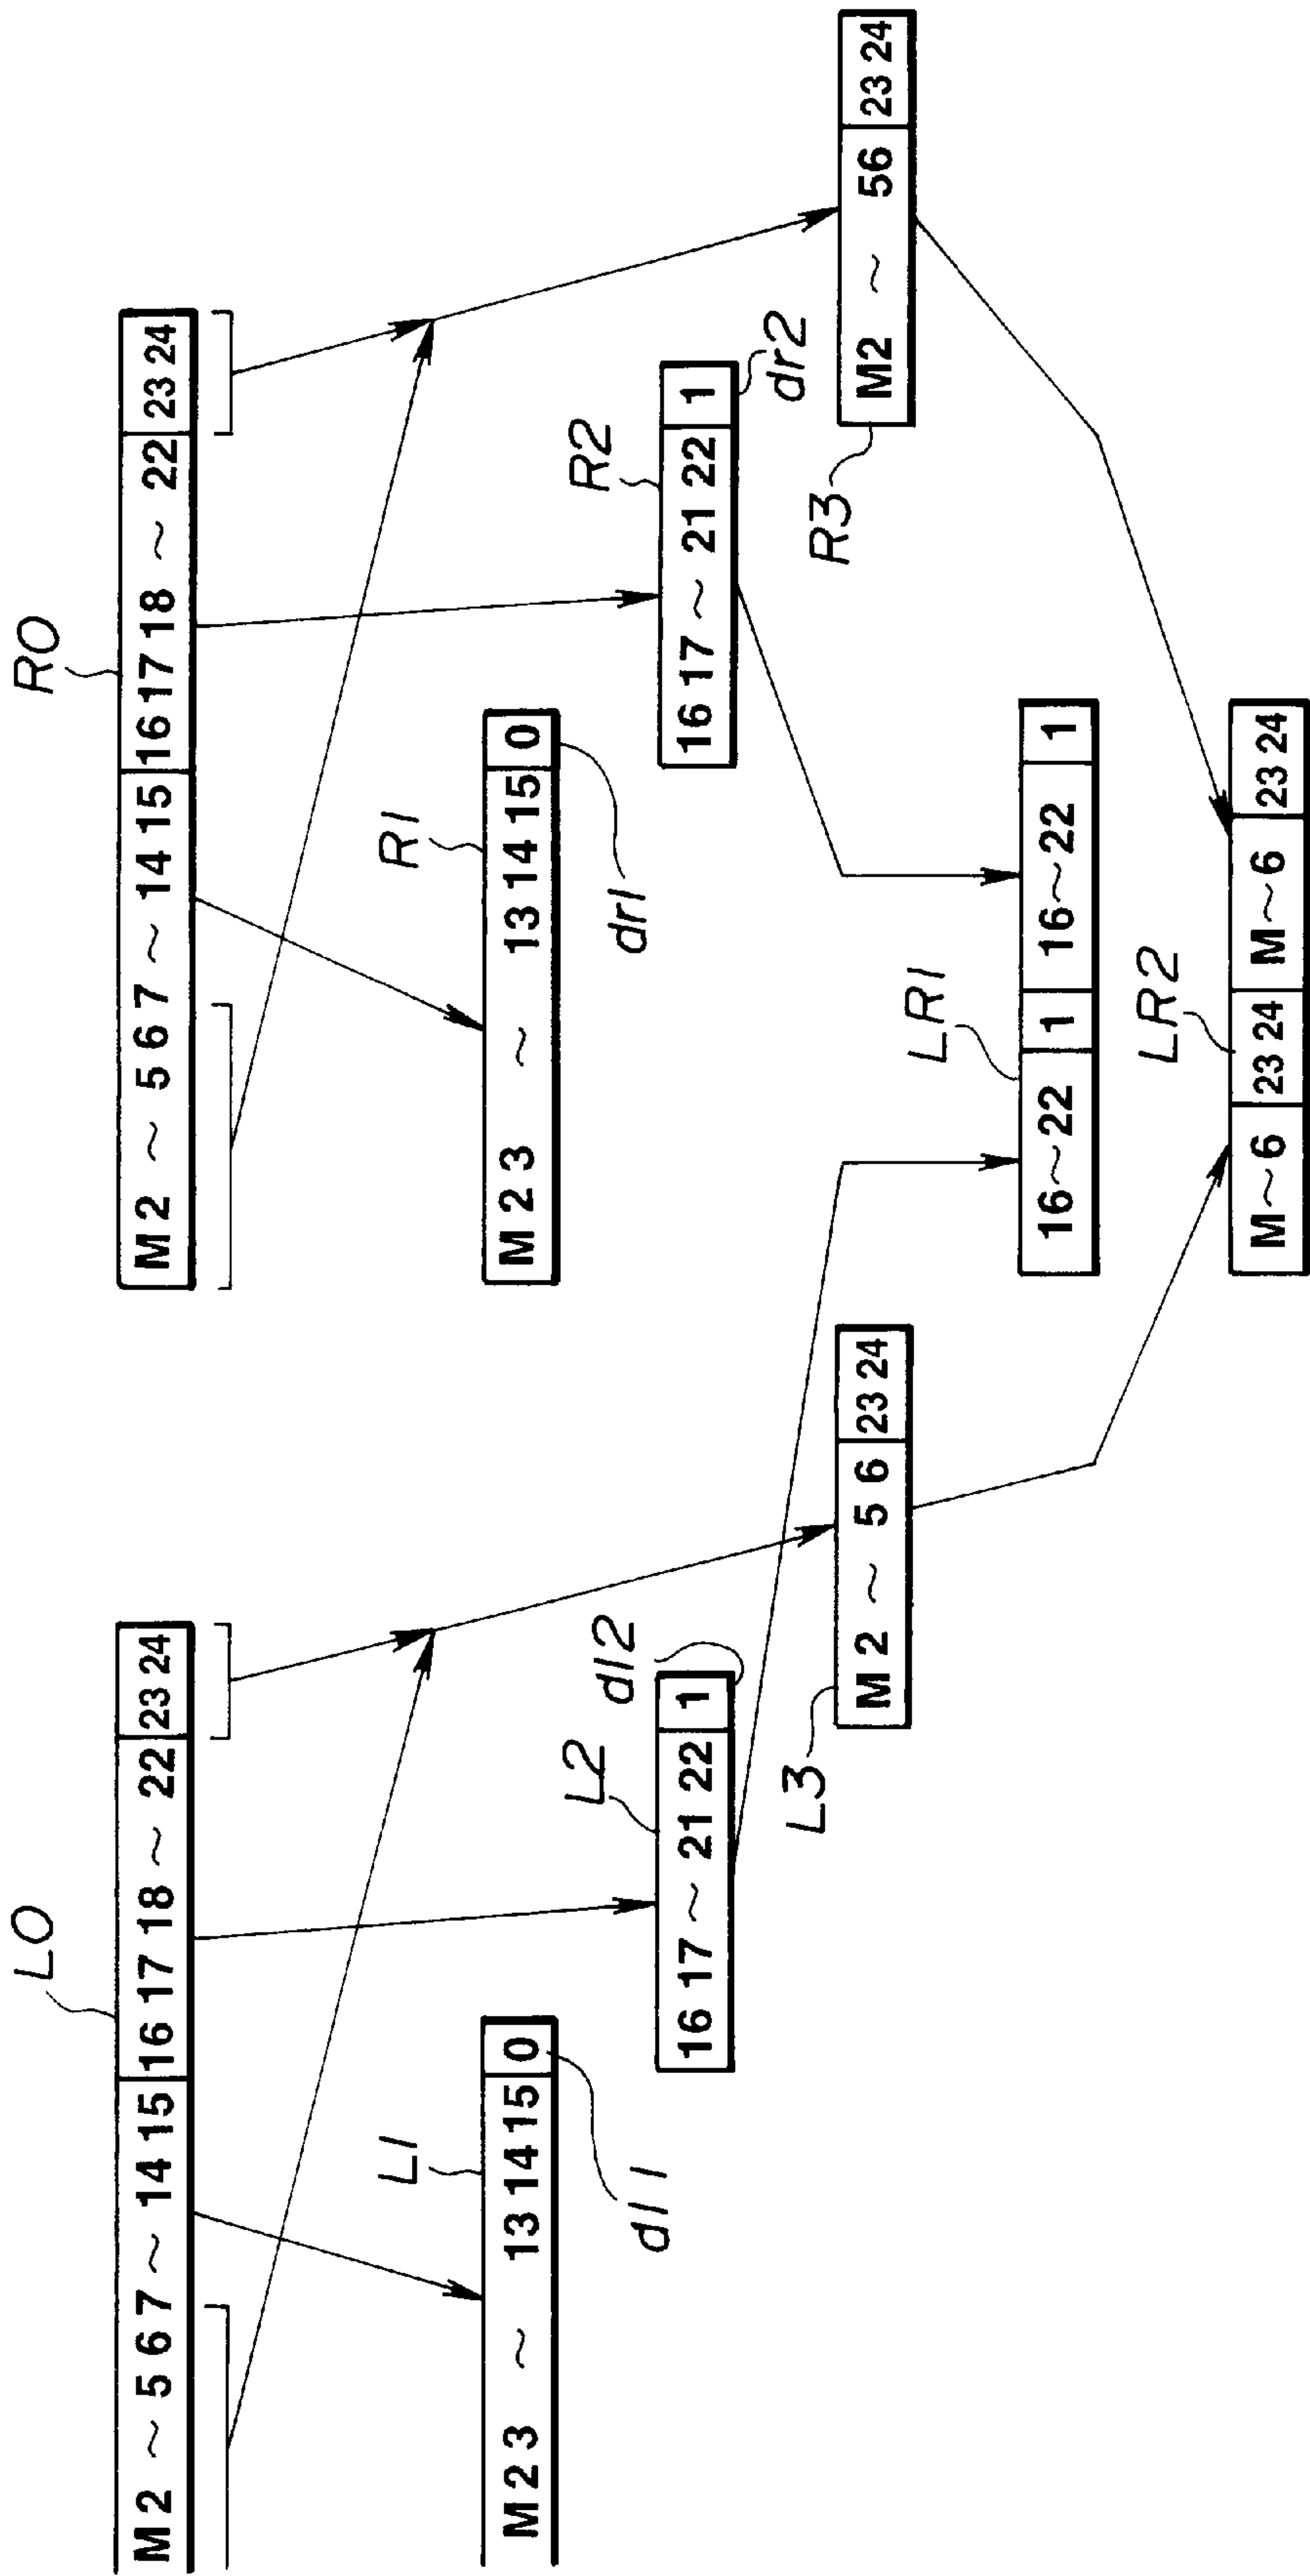 L0
R0
M 2 ~ 5 6 7 ~ 14 15 16 17 18 ~ 22 23 24
M 2 ~ 5 6 7 ~ 14 15 16 17 18 ~ 22 23 24
L1
R1
M 2 3 ~ 13 14 15 0
M 2 3 ~ 13 14 15 0
dl1
dr1
L2
R2
16 17 ~ 21 22 1
16 17 ~ 21 22 1
dl2
dr2
L3
R3
M 2 ~ 5 6 23 24
M2 ~ 56 23 24
LR1
16~22 1 16~22 1
LR2
M~6 23 24 M~6 23 24